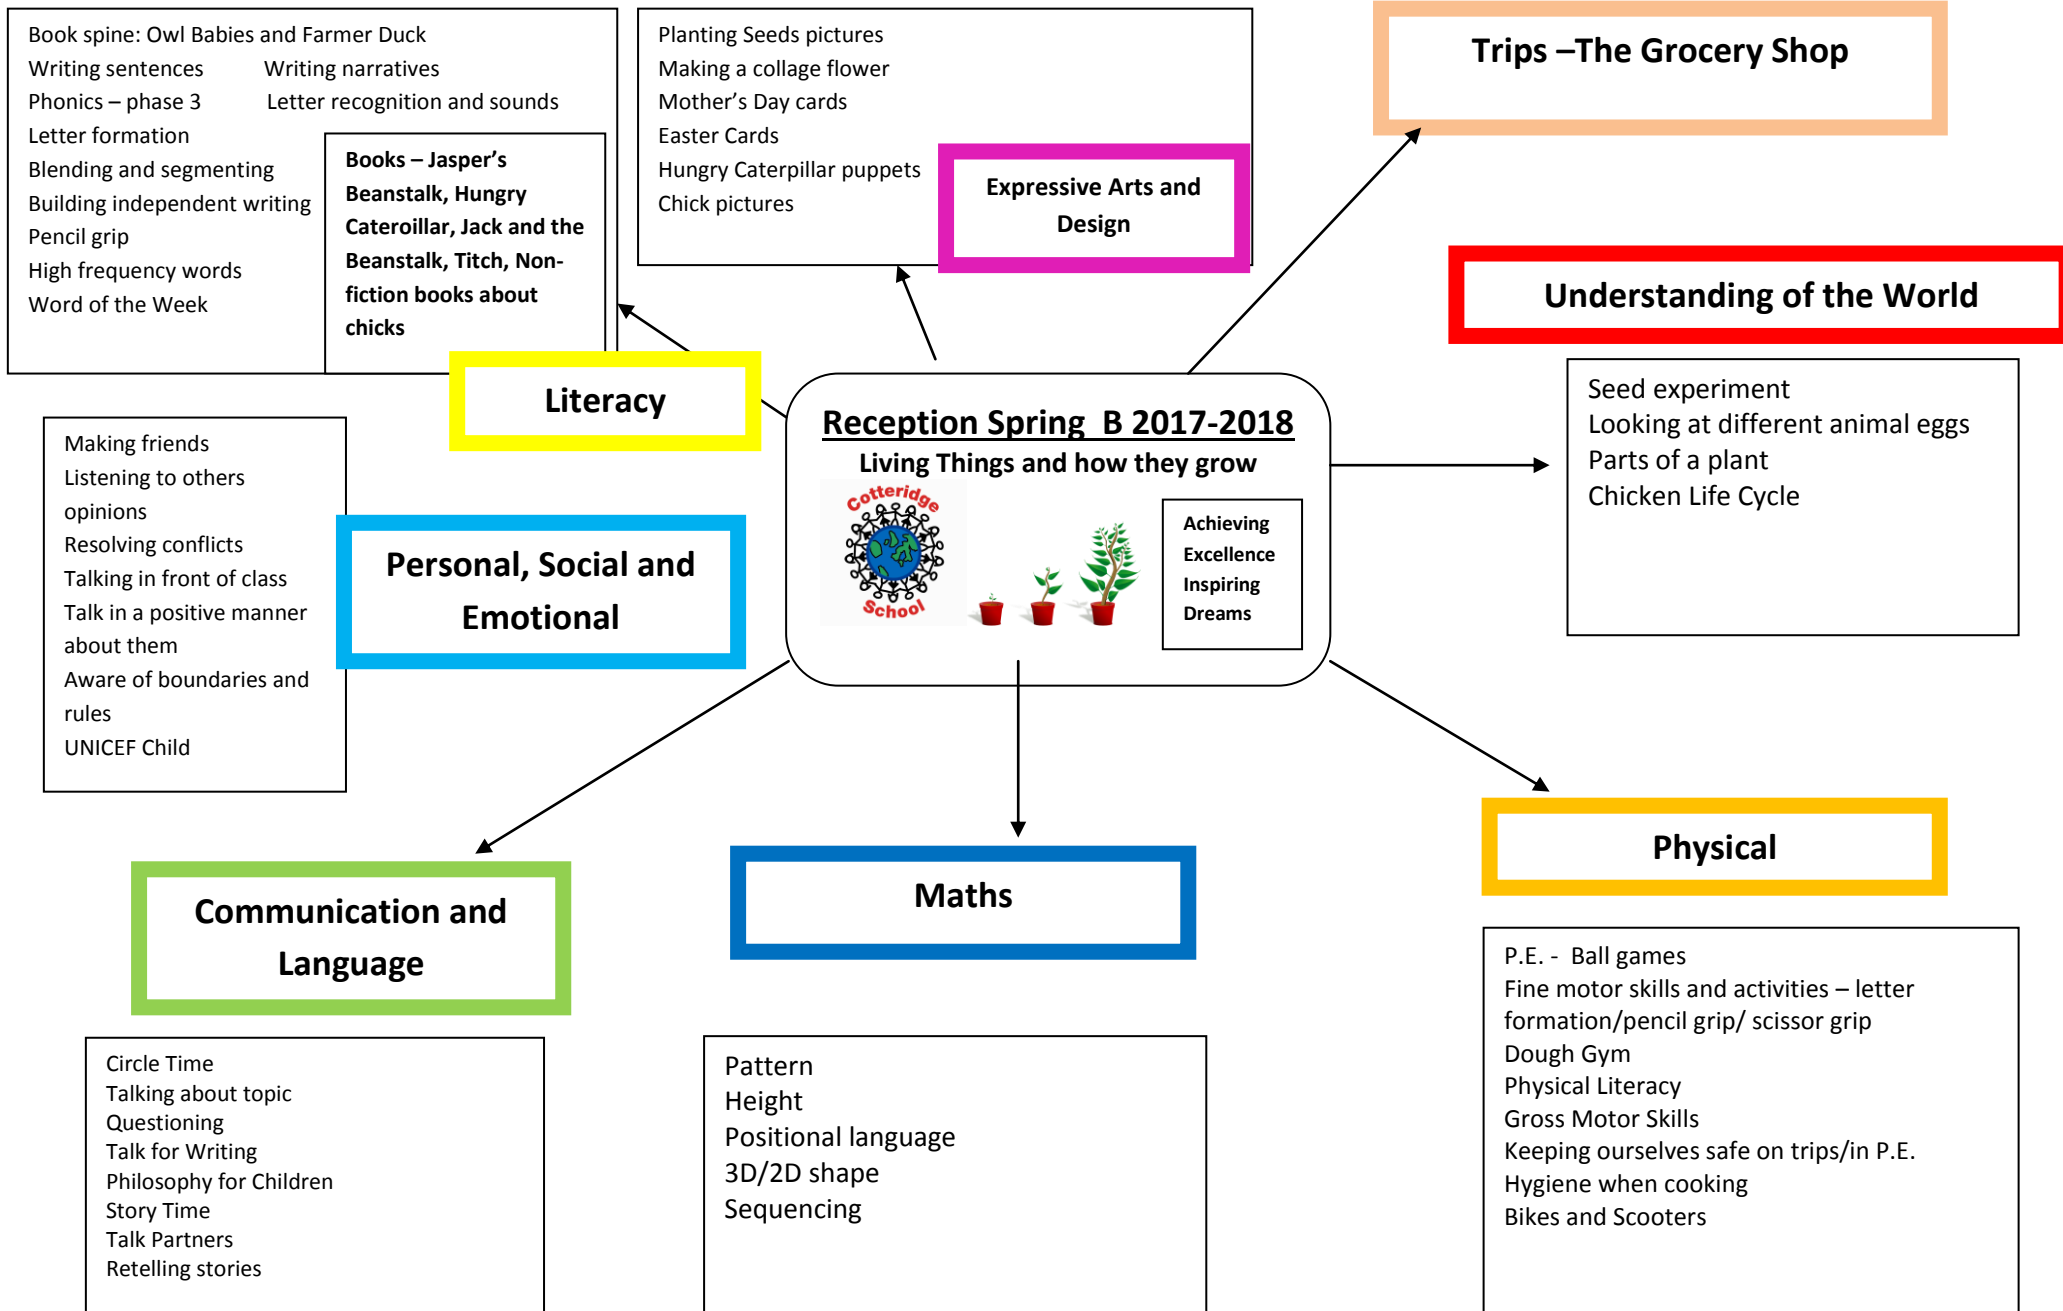 Book spine: Owl Babies and Farmer Duck
Writing sentences Writing narratives
Phonics – phase 3 Letter recognition and sounds
Letter formation
Blending and segmenting
Building independent writing
Pencil grip
High frequency words
Word of the Week
Books – Jasper's
Beanstalk, Hungry
Cateroillar, Jack and the
Beanstalk, Titch, Non-
fiction books about
chicks
Literacy
Planting Seeds pictures
Making a collage flower
Mother's Day cards
Easter Cards
Hungry Caterpillar puppets
Chick pictures
Expressive Arts and
Design
Trips –The Grocery Shop
Understanding of the World
Seed experiment
Looking at different animal eggs
Parts of a plant
Chicken Life Cycle
Reception Spring B 2017-2018
Living Things and how they grow
Cotteridge
School
Achieving
Excellence
Inspiring
Dreams
Making friends
Listening to others
opinions
Resolving conflicts
Talking in front of class
Talk in a positive manner
about them
Aware of boundaries and
rules
UNICEF Child
Personal, Social and
Emotional
Communication and
Language
Circle Time
Talking about topic
Questioning
Talk for Writing
Philosophy for Children
Story Time
Talk Partners
Retelling stories
Maths
Pattern
Height
Positional language
3D/2D shape
Sequencing
Physical
P.E. - Ball games
Fine motor skills and activities – letter
formation/pencil grip/ scissor grip
Dough Gym
Physical Literacy
Gross Motor Skills
Keeping ourselves safe on trips/in P.E.
Hygiene when cooking
Bikes and Scooters